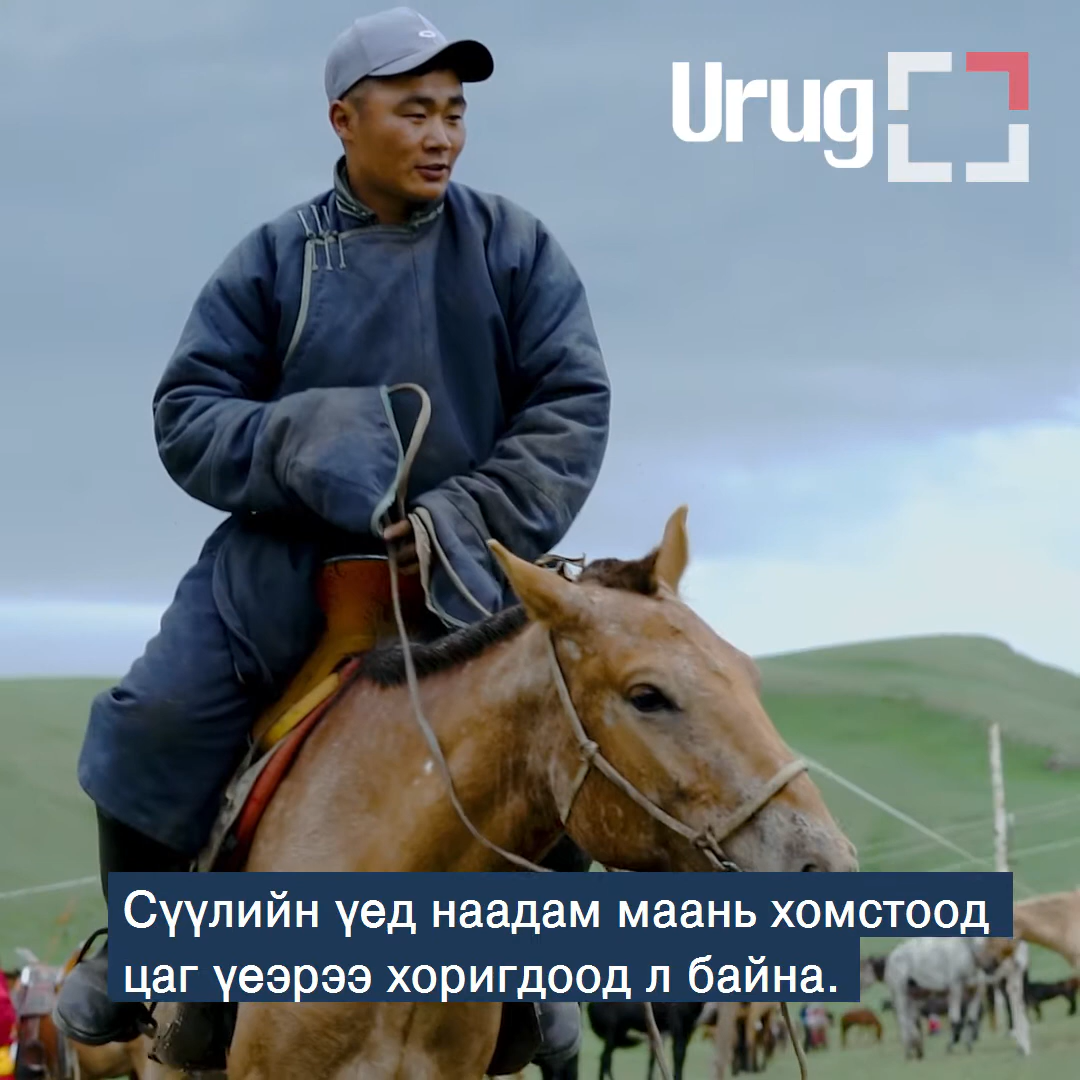 Urug
Сүүлийн үед наадам маань хомстоод
цаг үеэрээ хоригдоод л байна.